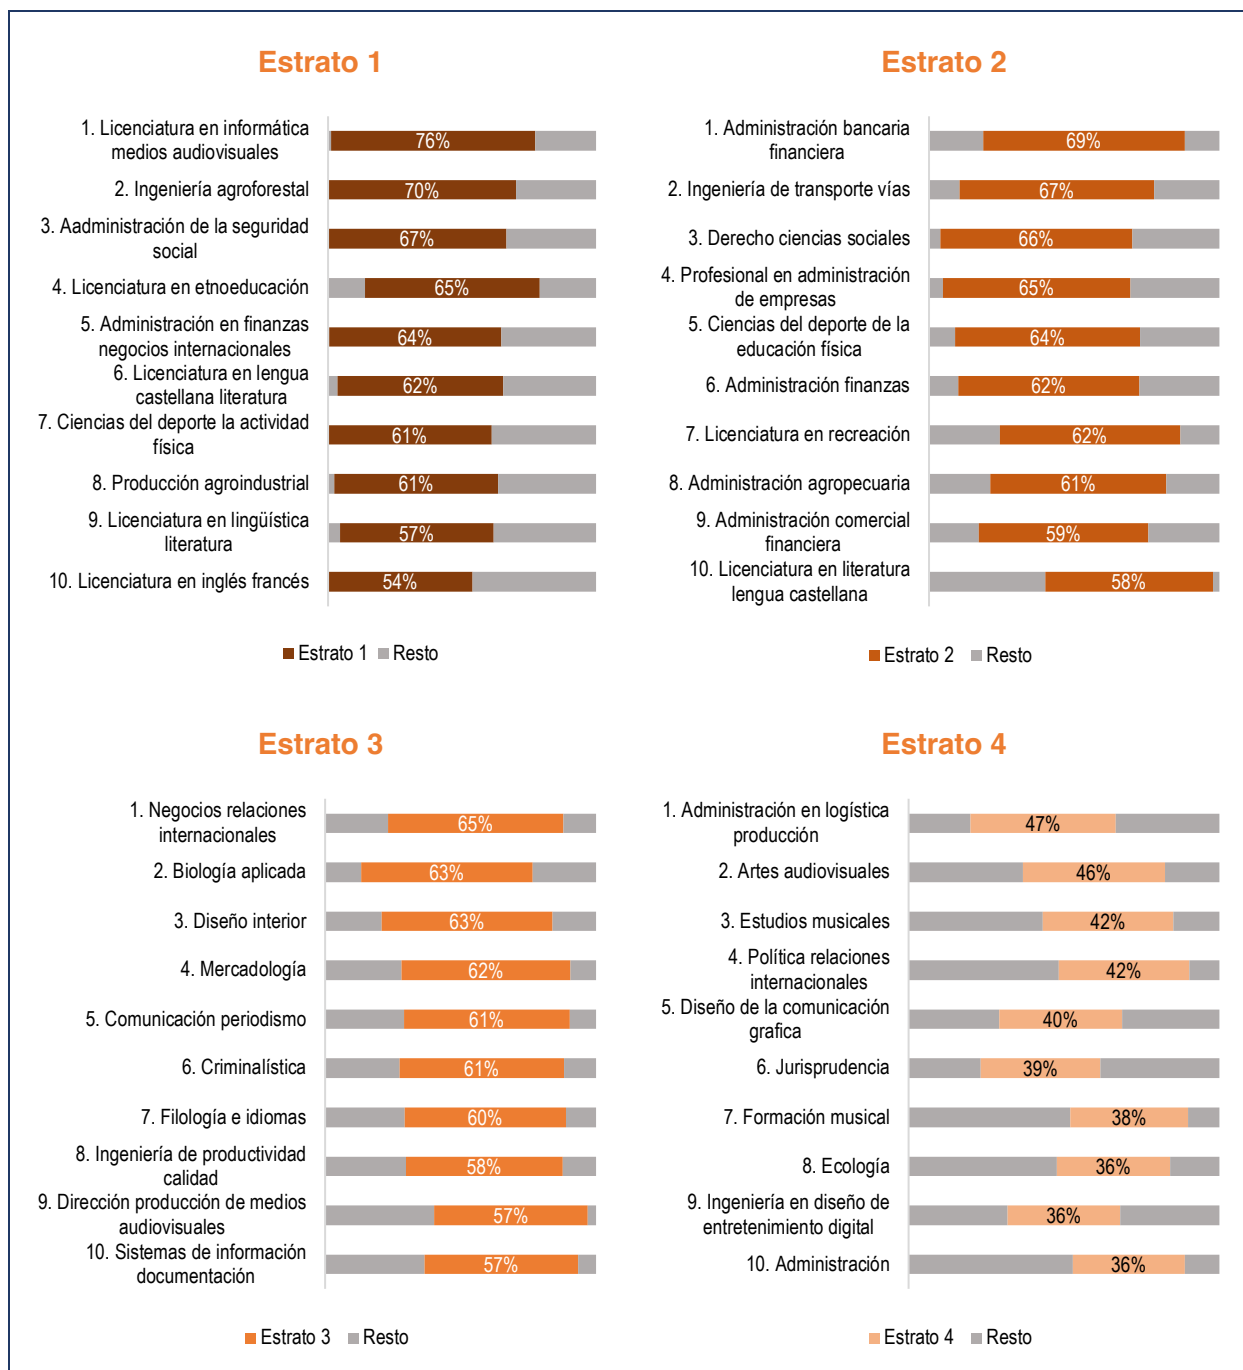 Estrato 1
1. Licenciatura en informática
medios audiovisuales
76%
2. Ingeniería agroforestal
70%
3. Aadministración de la seguridad
social
67%
4. Licenciatura en etnoeducación
65%
5. Administración en finanzas
negocios internacionales
64%
6. Licenciatura en lengua
castellana literatura
62%
7. Ciencias del deporte la actividad
física
61%
8. Producción agroindustrial
61%
9. Licenciatura en lingüística
literatura
57%
10. Licenciatura en inglés francés
54%
Estrato 1 Resto
Estrato 2
1. Administración bancaria
financiera
69%
2. Ingeniería de transporte vías
67%
3. Derecho ciencias sociales
66%
4. Profesional en administración
de empresas
65%
5. Ciencias del deporte de la
educación física
64%
6. Administración finanzas
62%
7. Licenciatura en recreación
62%
8. Administración agropecuaria
61%
9. Administración comercial
financiera
59%
10. Licenciatura en literatura
lengua castellana
58%
Estrato 2 Resto
Estrato 3
1. Negocios relaciones
internacionales
65%
2. Biología aplicada
63%
3. Diseño interior
63%
4. Mercadología
62%
5. Comunicación periodismo
61%
6. Criminalística
61%
7. Filología e idiomas
60%
8. Ingeniería de productividad
calidad
58%
9. Dirección producción de medios
audiovisuales
57%
10. Sistemas de información
documentación
57%
Estrato 3 Resto
Estrato 4
1. Administración en logística
producción
47%
2. Artes audiovisuales
46%
3. Estudios musicales
42%
4. Política relaciones
internacionales
42%
5. Diseño de la comunicación
grafica
40%
6. Jurisprudencia
39%
7. Formación musical
38%
8. Ecología
36%
9. Ingeniería en diseño de
entretenimiento digital
36%
10. Administración
36%
Estrato 4 Resto